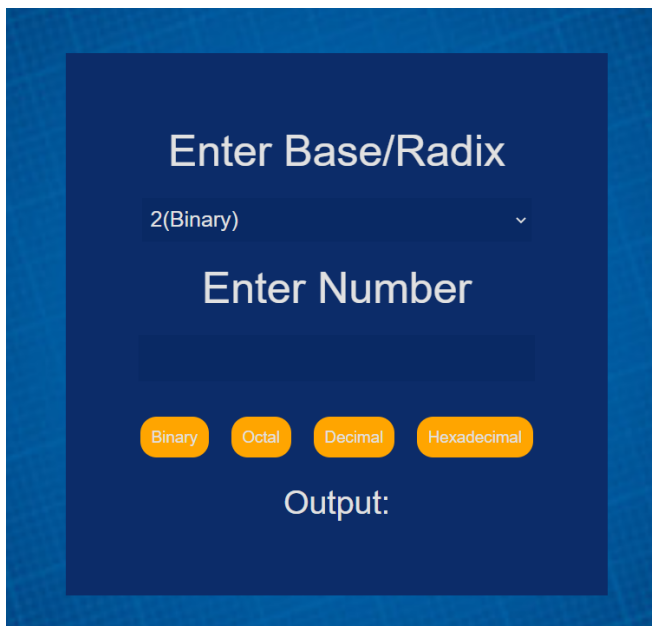 Enter Base/Radix
2(Binary)
Enter Number
Binary Octal Decimal Hexadecimal
Output: